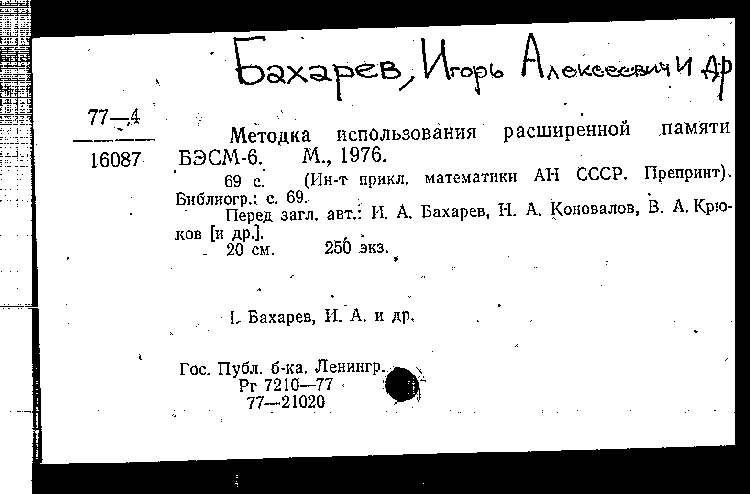 Бахарев, Игорь Алексеевич и др
77—4
16087
Методка использования расширенной памяти
БЭСМ-6. М., 1976.
69 с. (Ин-т прикл. математики АН СССР. Препринт).
Библиогр.: с. 69.
Перед загл. авт.: И. А. Бахарев, Н. А. Коновалов, В. А. Крю-
ков [и др.].
20 см. 250 экз.
I. Бахарев, И. А. и др.
Гос. Публ. б-ка, Ленингр.
Рг 7210—77
77—21020